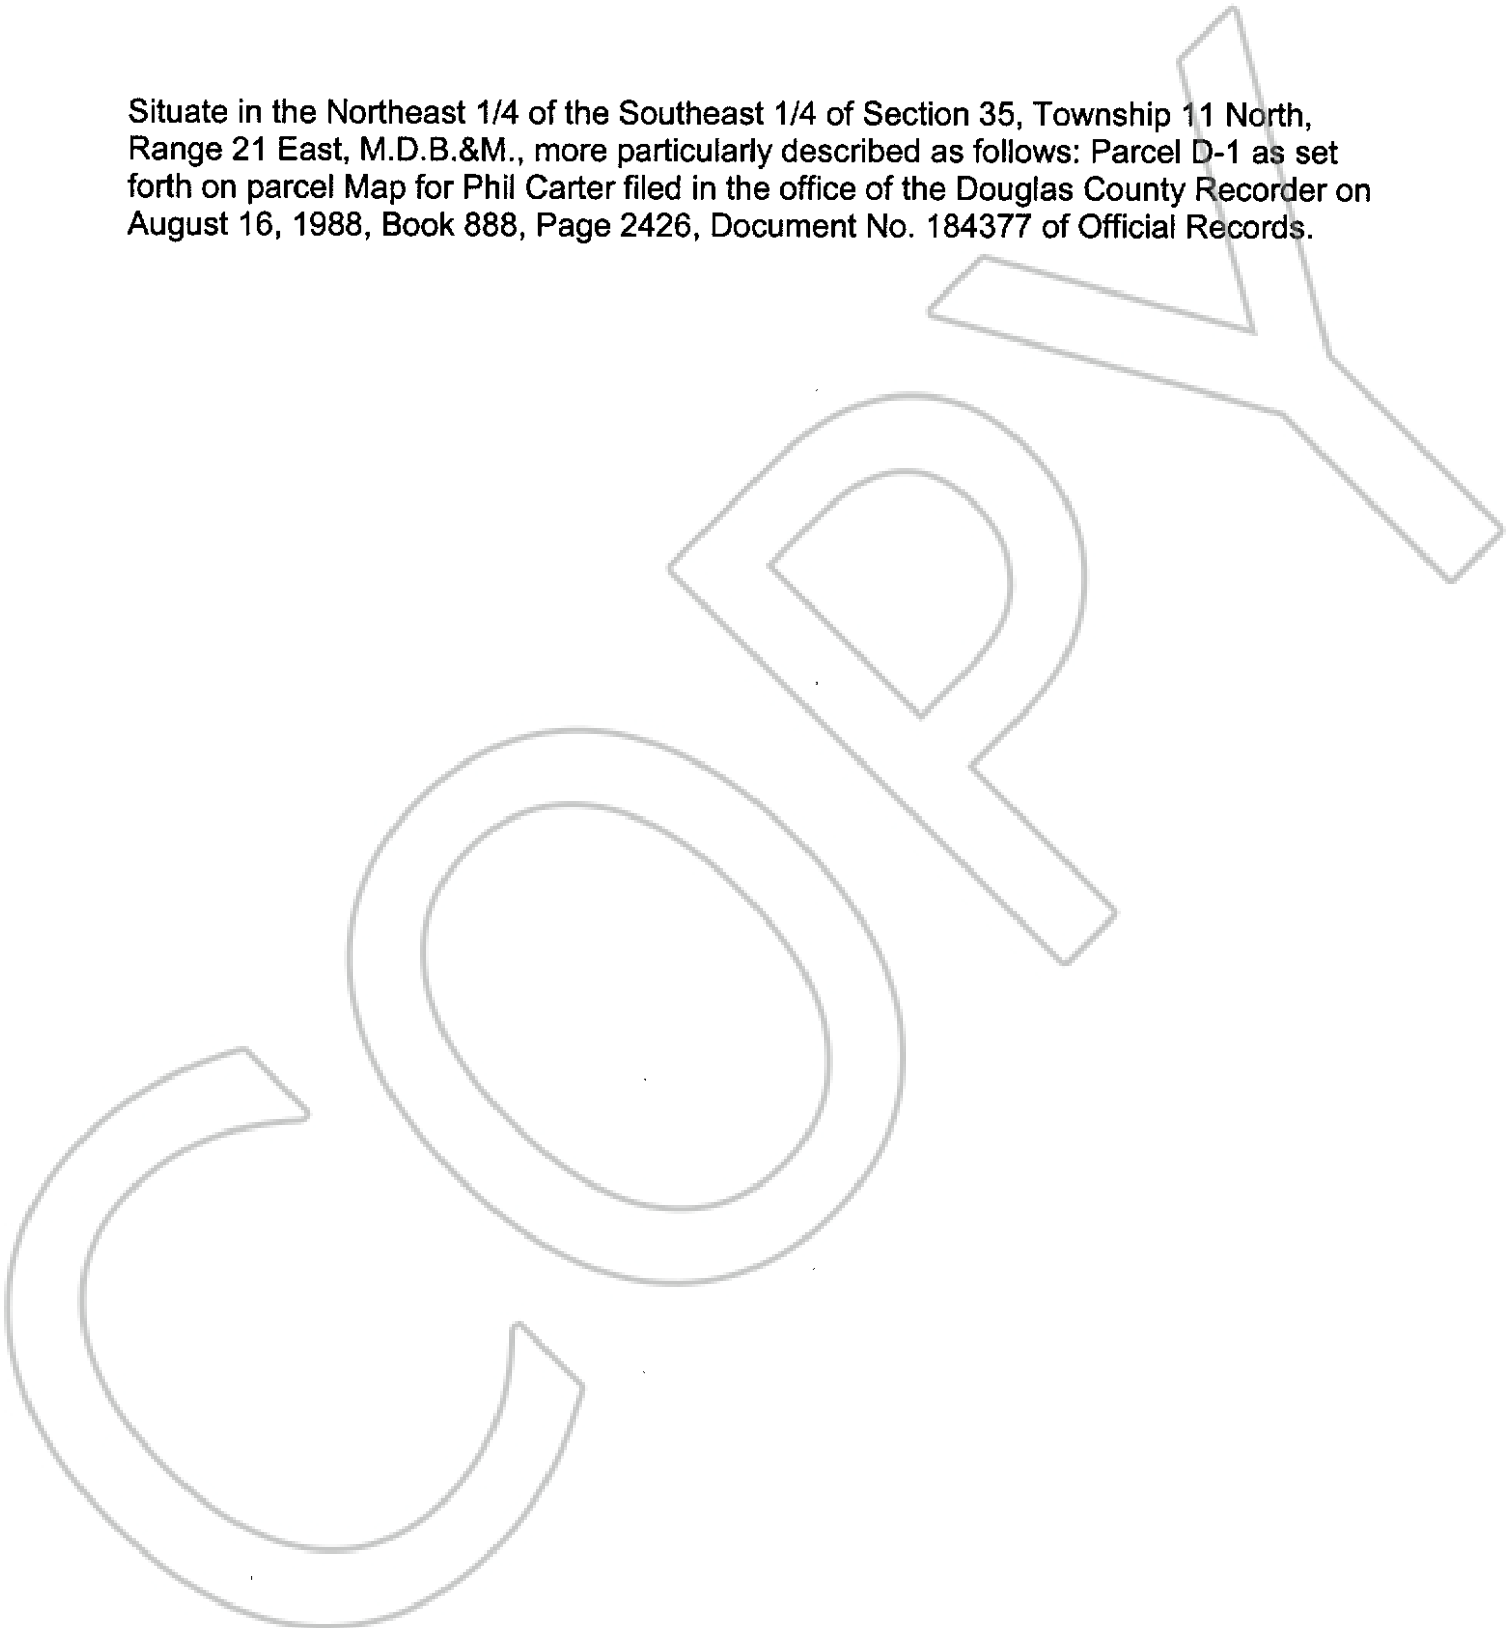 Situate in the Northeast 1/4 of the Southeast 1/4 of Section 35, Township 11 North,
Range 21 East, M.D.B.&M., more particularly described as follows: Parcel D-1 as set
forth on parcel Map for Phil Carter filed in the office of the Douglas County Recorder on
August 16, 1988, Book 888, Page 2426, Document No. 184377 of Official Records.
COPY